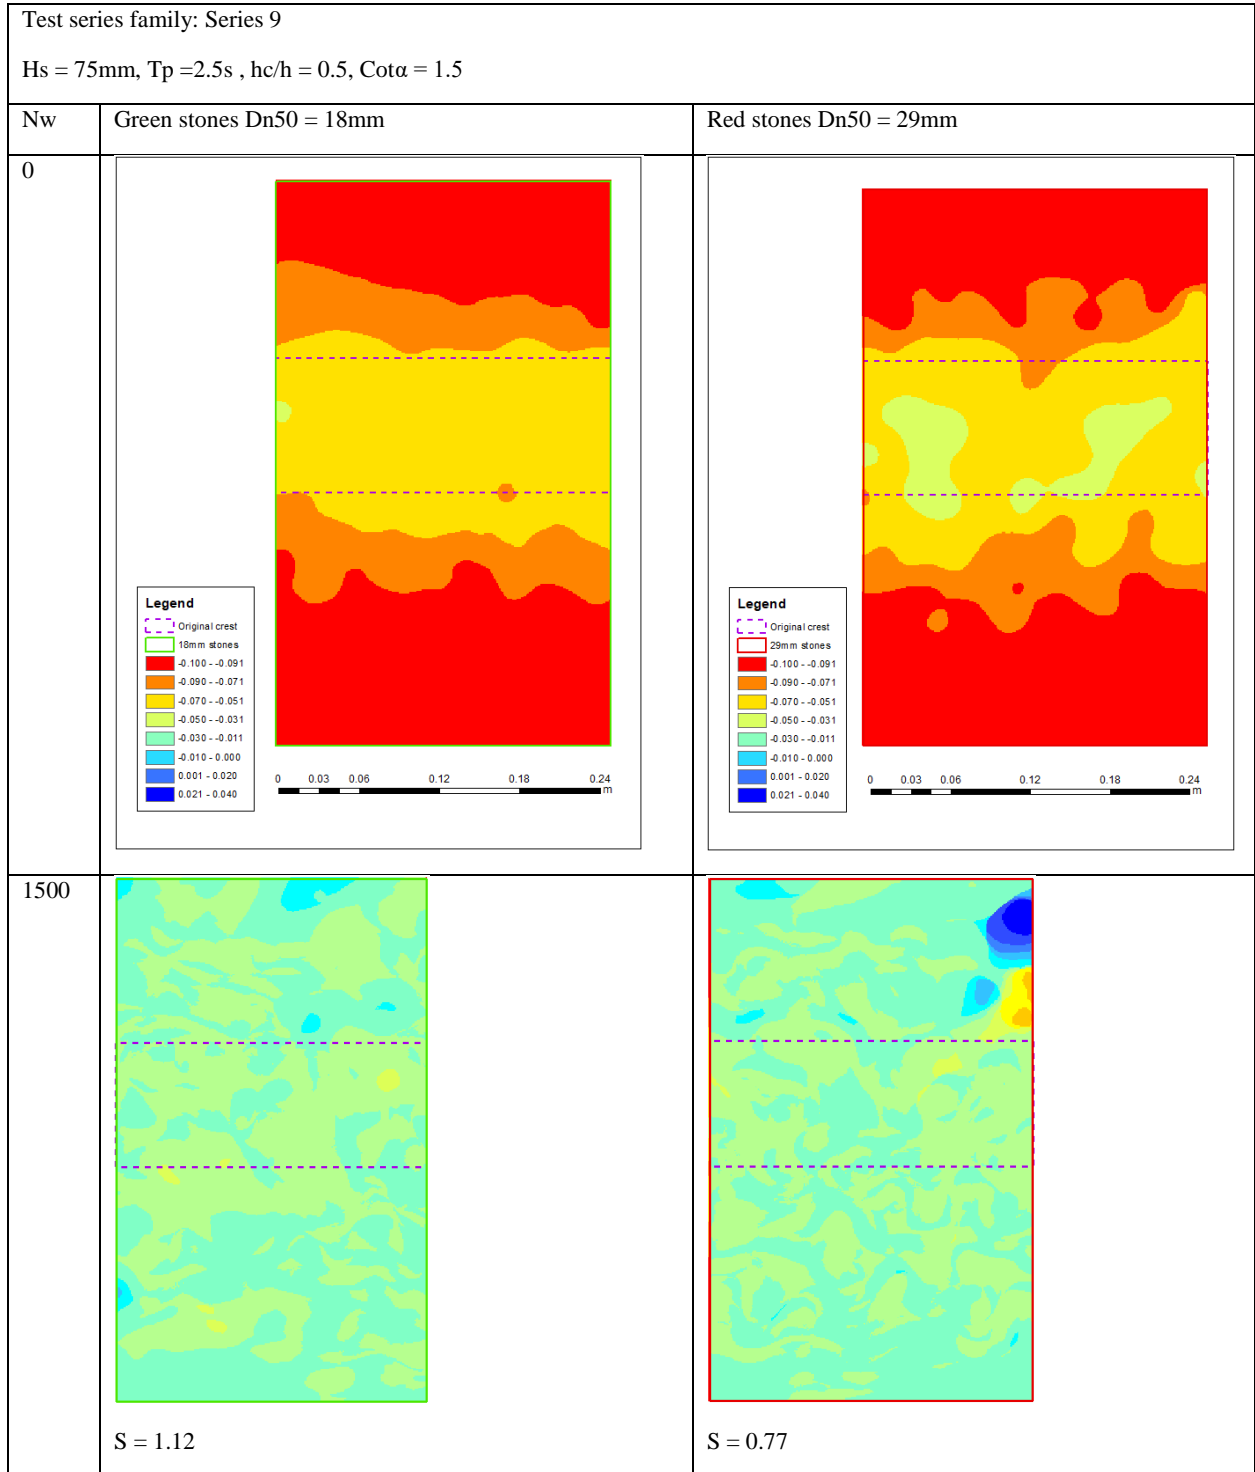 Test series family: Series 9
Hs = 75mm, Tp =2.5s , hc/h = 0.5, Cotα = 1.5
Nw
Green stones Dn50 = 18mm
Red stones Dn50 = 29mm
0
Legend
Original crest
18mm stones
-0.100 - -0.091
-0.090 - -0.071
-0.070 - -0.051
-0.050 - -0.031
-0.030 - -0.011
-0.010 - 0.000
0.001 - 0.020
0.021 - 0.040
0 0.03 0.06 0.12 0.18 0.24
m
Legend
Original crest
29mm stones
-0.100 - -0.091
-0.090 - -0.071
-0.070 - -0.051
-0.050 - -0.031
-0.030 - -0.011
-0.010 - 0.000
0.001 - 0.020
0.021 - 0.040
0 0.03 0.06 0.12 0.18 0.24
m
1500
S = 1.12
S = 0.77